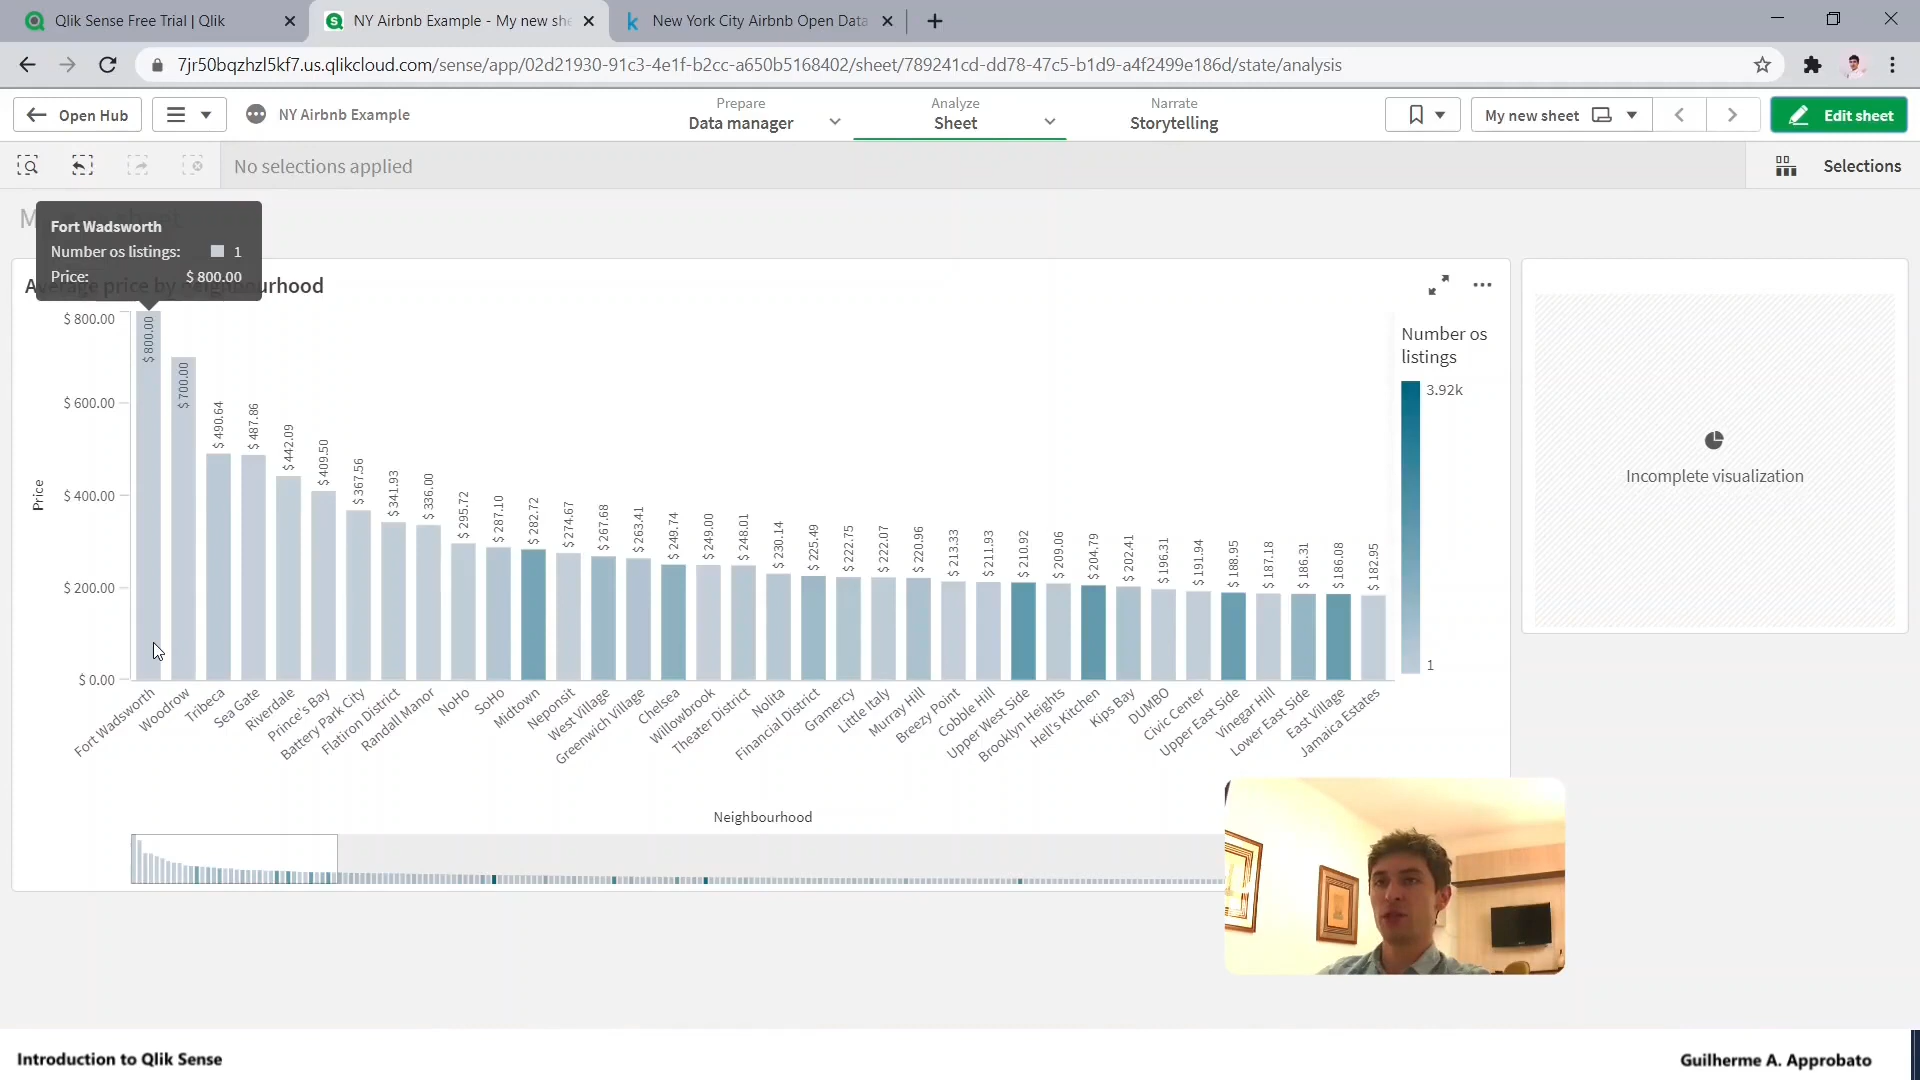 Qlik Sense Free Trial | Qlik
NY Airbnb Example - My new she
New York City Airbnb Open Data
7jr50bqzhzl5kf7.us.qlikcloud.com/sense/app/02d21930-91c3-4e1f-b2cc-a650b5168402/sheet/789241cd-dd78-47c5-b1d9-a4f2499e186d/state/analysis
Open Hub
NY Airbnb Example
Prepare
Data manager
Analyze
Sheet
Narrate
Storytelling
My new sheet
Edit sheet
No selections applied
Selections
Fort Wadsworth
Number os listings: 1
Price: $ 800.00
Average price by neighbourhood
Number os
listings
3.92k
1
Price
$ 800.00
$ 600.00
$ 400.00
$ 200.00
$ 0.00
$ 800.00
$ 700.00
$ 490.64
$ 487.86
$ 442.09
$ 409.50
$ 367.56
$ 341.93
$ 336.00
$ 295.72
$ 287.10
$ 282.72
$ 274.67
$ 267.68
$ 263.41
$ 249.74
$ 249.00
$ 248.01
$ 230.14
$ 225.49
$ 222.75
$ 222.07
$ 220.96
$ 213.33
$ 211.93
$ 210.92
$ 209.06
$ 204.79
$ 202.41
$ 196.31
$ 191.94
$ 188.95
$ 187.18
$ 186.31
$ 186.08
$ 182.95
Fort Wadsworth
Woodrow
Tribeca
Sea Gate
Riverdale
Prince's Bay
Battery Park City
Flatiron District
Randall Manor
NoHo
SoHo
Midtown
Neponsit
West Village
Greenwich Village
Chelsea
Willowbrook
Theater District
Nolita
Financial District
Gramercy
Little Italy
Murray Hill
Breezy Point
Cobble Hill
Upper West Side
Brooklyn Heights
Hell's Kitchen
Kips Bay
DUMBO
Civic Center
Upper East Side
Vinegar Hill
Lower East Side
East Village
Jamaica Estates
Neighbourhood
Incomplete visualization
Introduction to Qlik Sense
Guilherme A. Approbato